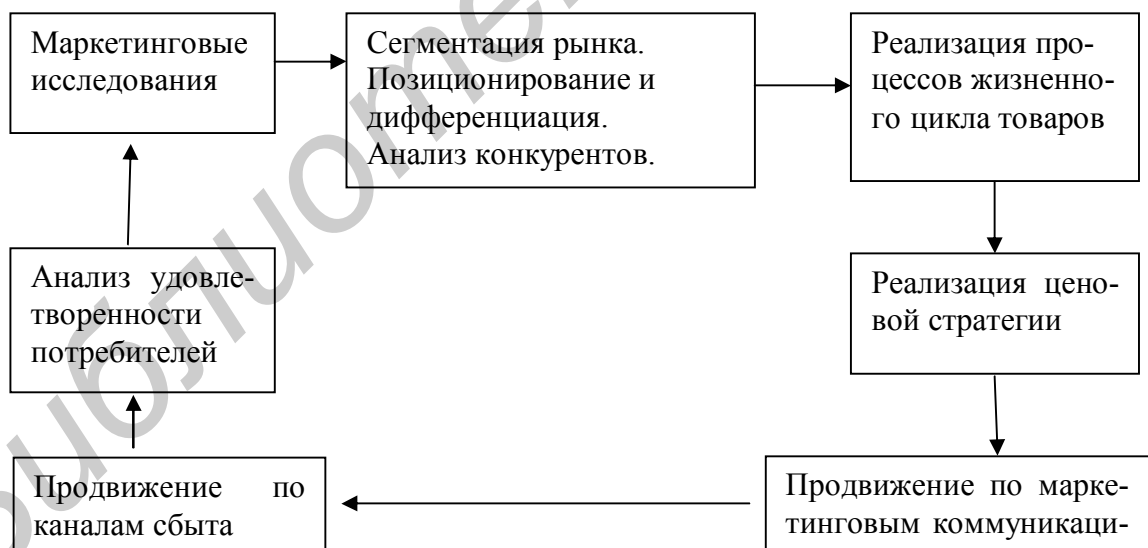 Маркетинговые
исследования
Сегментация рынка.
Позиционирование и
дифференциация.
Анализ конкурентов.
Реализация про-
цессов жизненно-
го цикла товаров
Анализ удовле-
творенности
потребителей
Реализация цено-
вой стратегии
Продвижение по
каналам сбыта
Продвижение по марке-
тинговым коммуникаци-